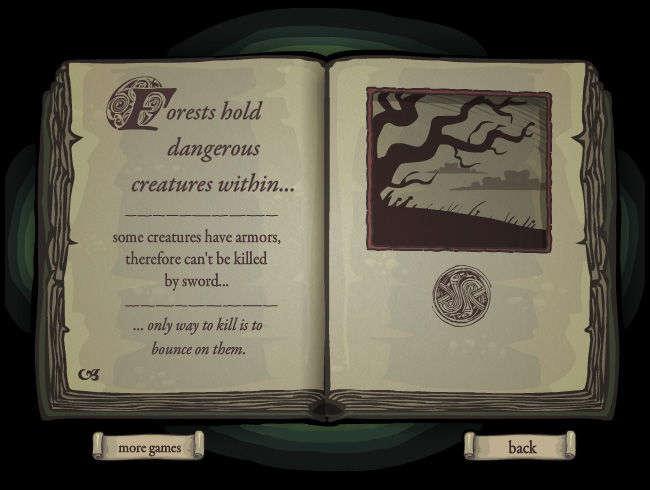 Forests hold
dangerous
creatures within...
some creatures have armors,
therefore can't be killed
by sword...
... only way to kill is to
bounce on them.
more games
back